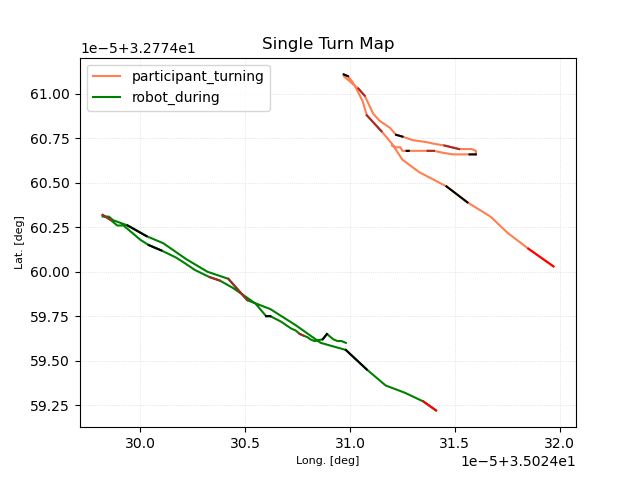 Single Turn Map
1e−5+3.2774e1
participant_turning
robot_during
61.00
60.75
60.50
60.25
60.00
59.75
59.50
59.25
Lat. [deg]
30.0 30.5 31.0 31.5 32.0
Long. [deg]
1e−5+3.5024e1